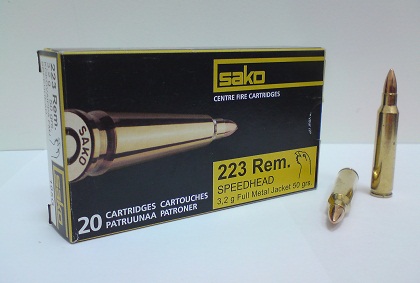 sako
CENTRE FIRE CARTRIDGES
223 Rem.
SAKO
223 Rem.
SPEEDHEAD
3,2 g Full Metal Jacket 50 grs.
20 CARTRIDGES CARTOUCHES
PATRUUNAA PATRONER